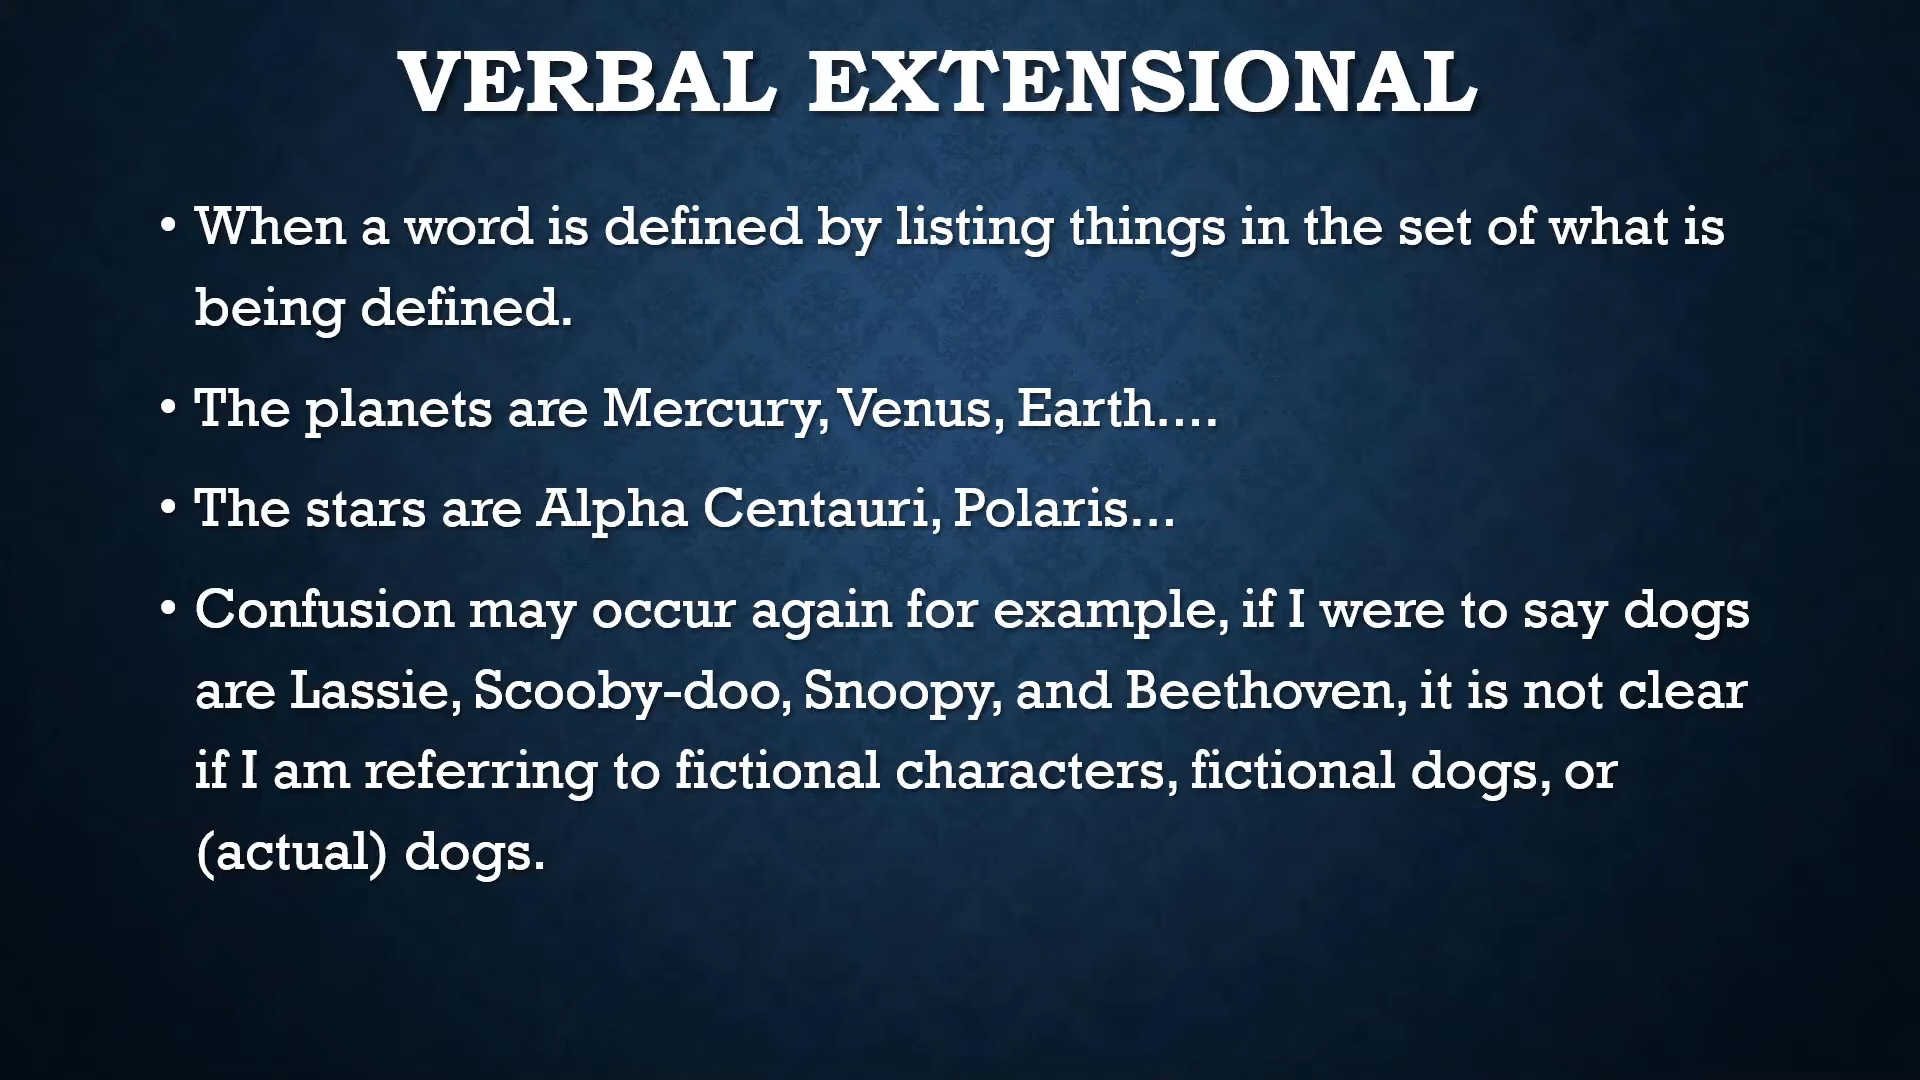 VERBAL EXTENSIONAL
• When a word is defined by listing things in the set of what is
being defined.
• The planets are Mercury, Venus, Earth….
• The stars are Alpha Centauri, Polaris…
• Confusion may occur again for example, if I were to say dogs
are Lassie, Scooby-doo, Snoopy, and Beethoven, it is not clear
if I am referring to fictional characters, fictional dogs, or
(actual) dogs.